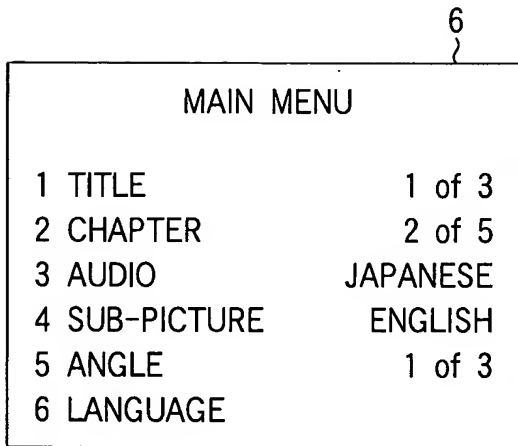 6
MAIN MENU
1 TITLE 1 of 3
2 CHAPTER 2 of 5
3 AUDIO JAPANESE
4 SUB-PICTURE ENGLISH
5 ANGLE 1 of 3
6 LANGUAGE